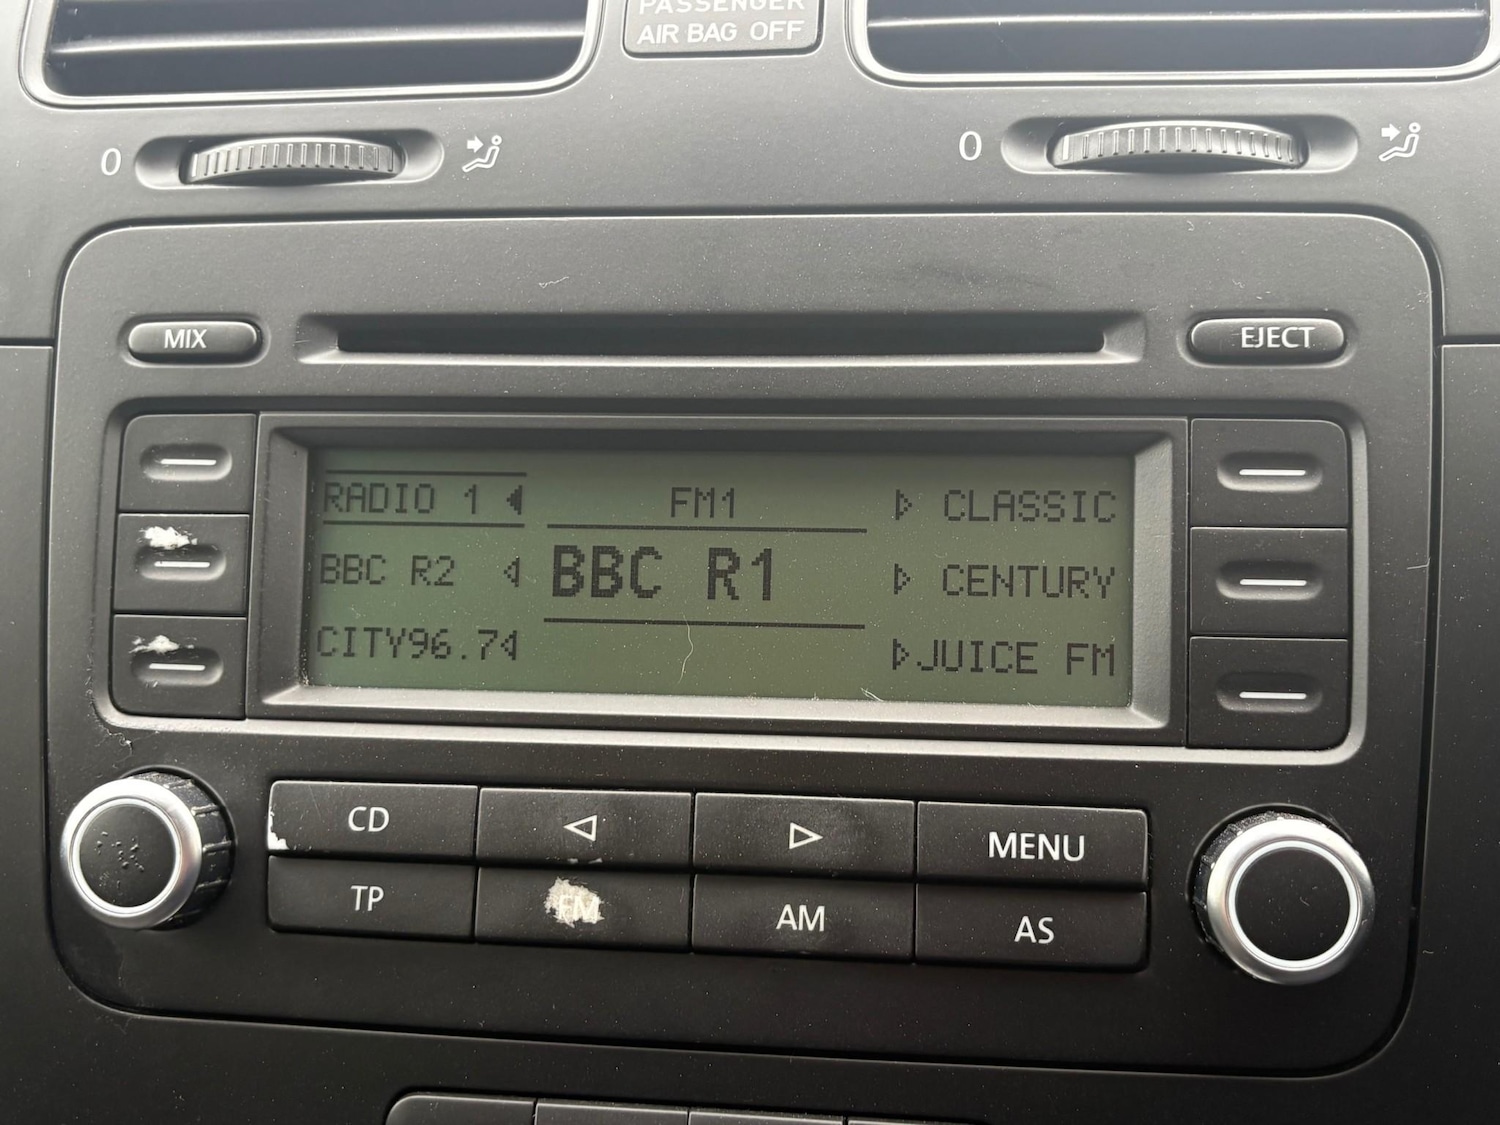 PASSENGER
AIR BAG OFF
0
0
MIX
EJECT
RADIO 1
FM1
CLASSIC
BBC R2
BBC R1
CENTURY
CITY96.7
JUICE FM
CD
MENU
TP
FM
AM
AS